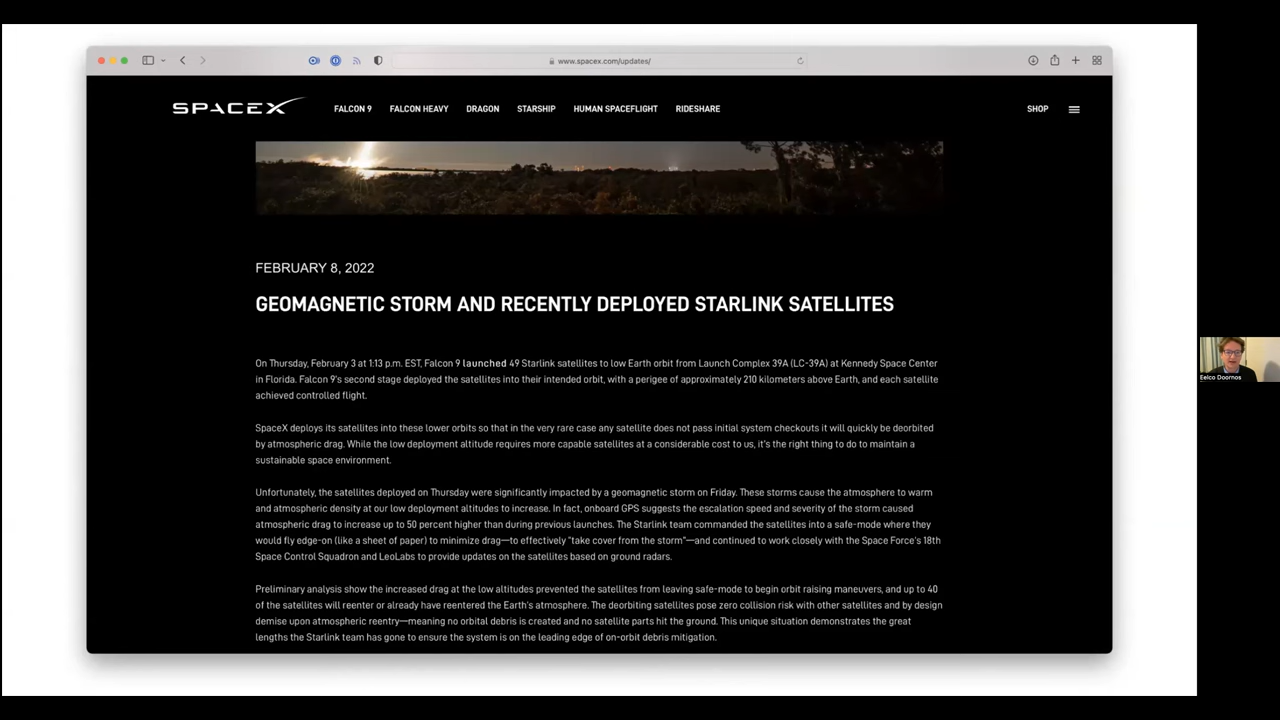 www.spacex.com/updates/
SPACEX
FALCON 9 FALCON HEAVY DRAGON STARSHIP HUMAN SPACEFLIGHT RIDESHARE SHOP
FEBRUARY 8, 2022
GEOMAGNETIC STORM AND RECENTLY DEPLOYED STARLINK SATELLITES
On Thursday, February 3 at 1:13 p.m. EST, Falcon 9 launched 49 Starlink satellites to low Earth orbit from Launch Complex 39A (LC-39A) at Kennedy Space Center
in Florida. Falcon 9's second stage deployed the satellites into their intended orbit, with a perigee of approximately 210 kilometers above Earth, and each satellite
achieved controlled flight.
SpaceX deploys its satellites into these lower orbits so that in the very rare case any satellite does not pass initial system checkouts it will quickly be deorbited
by atmospheric drag. While the low deployment altitude requires more capable satellites at a considerable cost to us, it's the right thing to do to maintain a
sustainable space environment.
Unfortunately, the satellites deployed on Thursday were significantly impacted by a geomagnetic storm on Friday. These storms cause the atmosphere to warm
and atmospheric density at our low deployment altitudes to increase. In fact, onboard GPS suggests the escalation speed and severity of the storm caused
atmospheric drag to increase up to 50 percent higher than during previous launches. The Starlink team commanded the satellites into a safe-mode where they
would fly edge-on (like a sheet of paper) to minimize drag—to effectively "take cover from the storm"—and continued to work closely with the Space Force's 18th
Space Control Squadron and LeoLabs to provide updates on the satellites based on ground radars.
Preliminary analysis show the increased drag at the low altitudes prevented the satellites from leaving safe-mode to begin orbit raising maneuvers, and up to 40
of the satellites will reenter or already have reentered the Earth's atmosphere. The deorbiting satellites pose zero collision risk with other satellites and by design
demise upon atmospheric reentry—meaning no orbital debris is created and no satellite parts hit the ground. This unique situation demonstrates the great
lengths the Starlink team has gone to ensure the system is on the leading edge of on-orbit debris mitigation.
Eelco Doornos